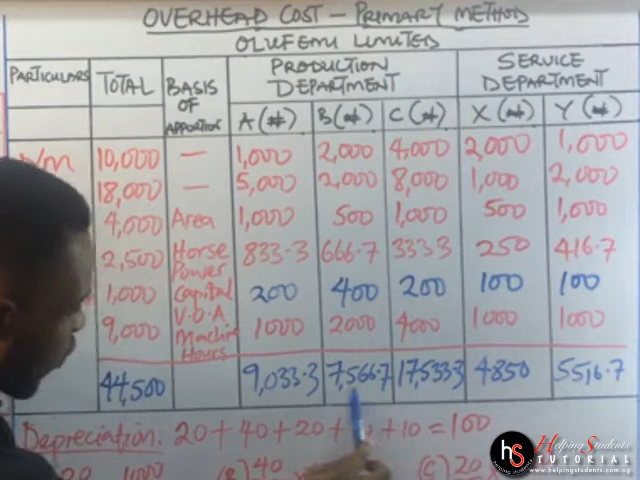 OVERHEAD COST - PRIMARY METHOD
OLUFEMI LIMITED
PARTICULARS TOTAL BASIS OF APPORTION PRODUCTION DEPARTMENT SERVICE DEPARTMENT
A (₦) B (₦) C (₦) X (₦) Y (₦)
10,000 — 1,000 2,000 4,000 2,000 1,000
18,000 — 5,000 2,000 8,000 1,000 2,000
4,000 Area 1,000 500 1,000 500 1,000
2,500 Horse Power 833.3 666.7 333.3 250 416.7
1,000 Capital 200 400 200 100 100
9,000 V.O.A Machine Hours 1000 2000 4000 1000 1000
44,500 9,033.3 7,566.7 17,533.3 4850 5516.7
Depreciation: 20 + 40 + 20 + + 10 = 100
20 1000 40 (C) 20
hs Helping Students
TUTORIAL
www.helpingstudents.com.ng